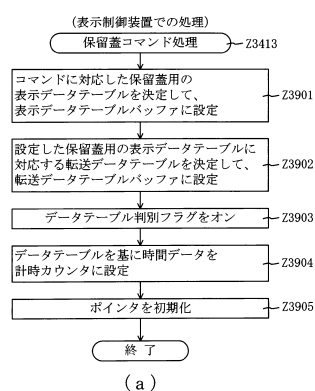 (表示制御装置での処理)
保留蓋コマンド処理
Z3413
コマンドに対応した保留蓋用の
表示データテーブルを決定して、
表示データテーブルバッファに設定
Z3901
設定した保留蓋用の表示データテーブルに
対応する転送データテーブルを決定して、
転送データテーブルバッファに設定
Z3902
データテーブル判別フラグをオン
Z3903
データテーブルを基に時間データを
計時カウンタに設定
Z3904
ポインタを初期化
Z3905
終了
(a)